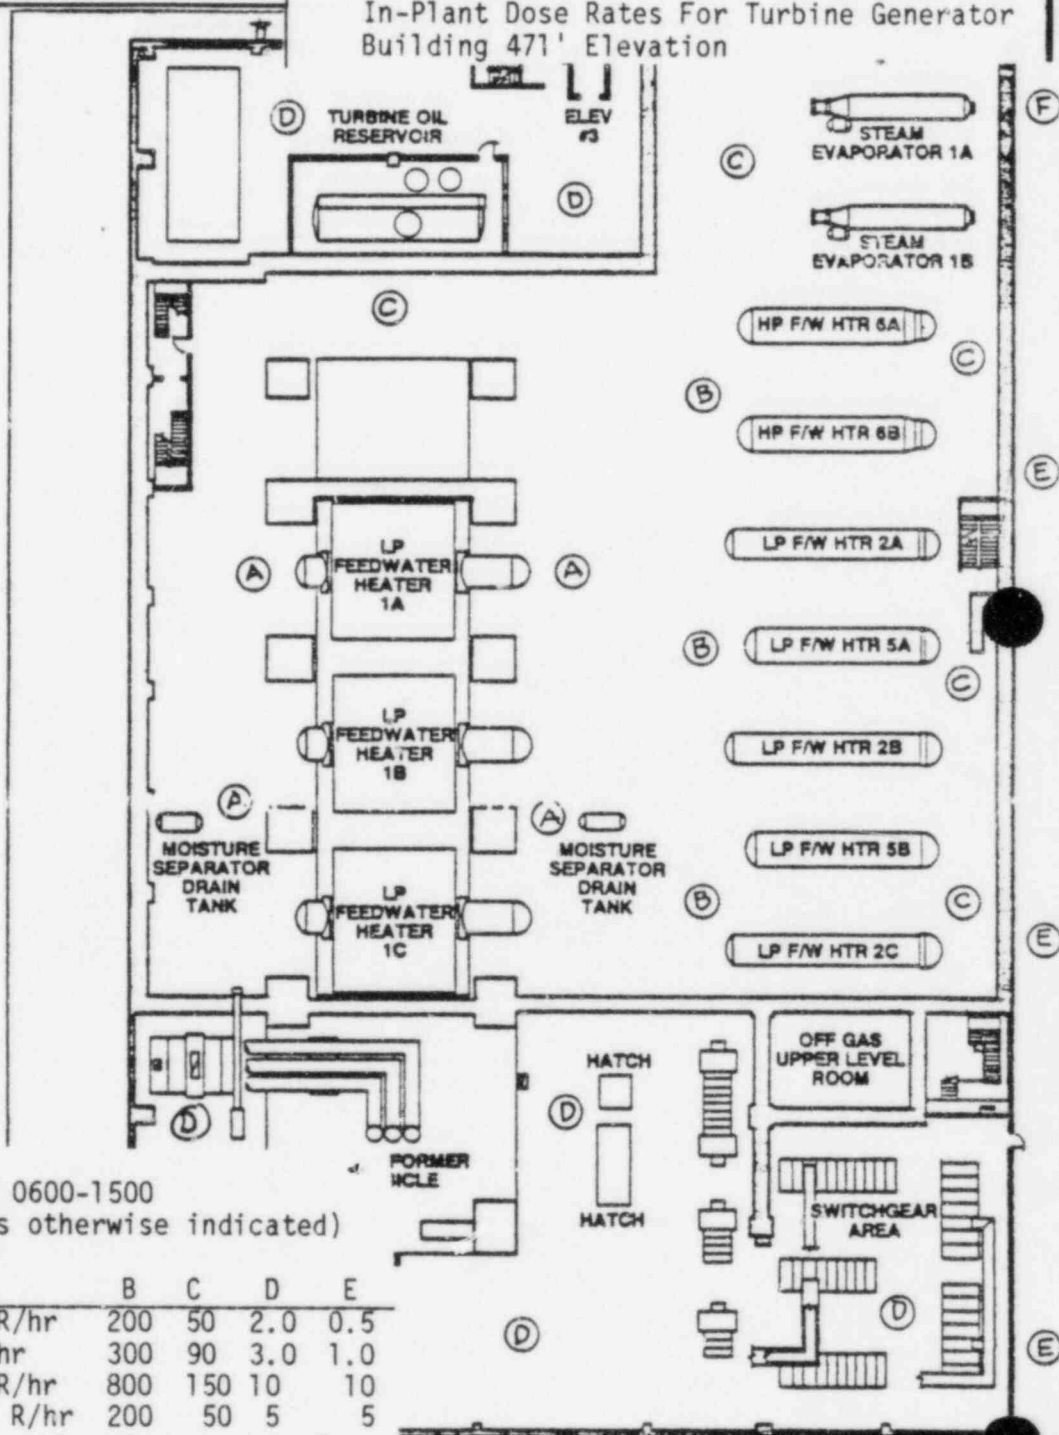 In-Plant Dose Rates For Turbine Generator
Building 471' Elevation
F
D
TURBINE OIL
RESERVOIR
ELEV
#3
STEAM
EVAPORATOR 1A
C
D
STEAM
EVAPORATOR 1B
C
HP F/W HTR 6A
C
B
HP F/W HTR 6B
E
LP F/W HTR 2A
A
LP
FEEDWATER
HEATER
1A
A
B
LP F/W HTR 5A
C
LP
FEEDWATER
HEATER
1B
LP F/W HTR 2B
A
A
MOISTURE
SEPARATOR
DRAIN
TANK
MOISTURE
SEPARATOR
DRAIN
TANK
LP F/W HTR 5B
LP
FEEDWATER
HEATER
1C
B
C
E
LP F/W HTR 2C
OFF GAS
UPPER LEVEL
ROOM
HATCH
D
D
FORMER
HATCH
SWITCHGEAR
AREA
0600-1500
s otherwise indicated)
D
D
E
B C D E
R/hr 200 50 2.0 0.5
hr 300 90 3.0 1.0
R/hr 800 150 10 10
R/hr 200 50 5 5